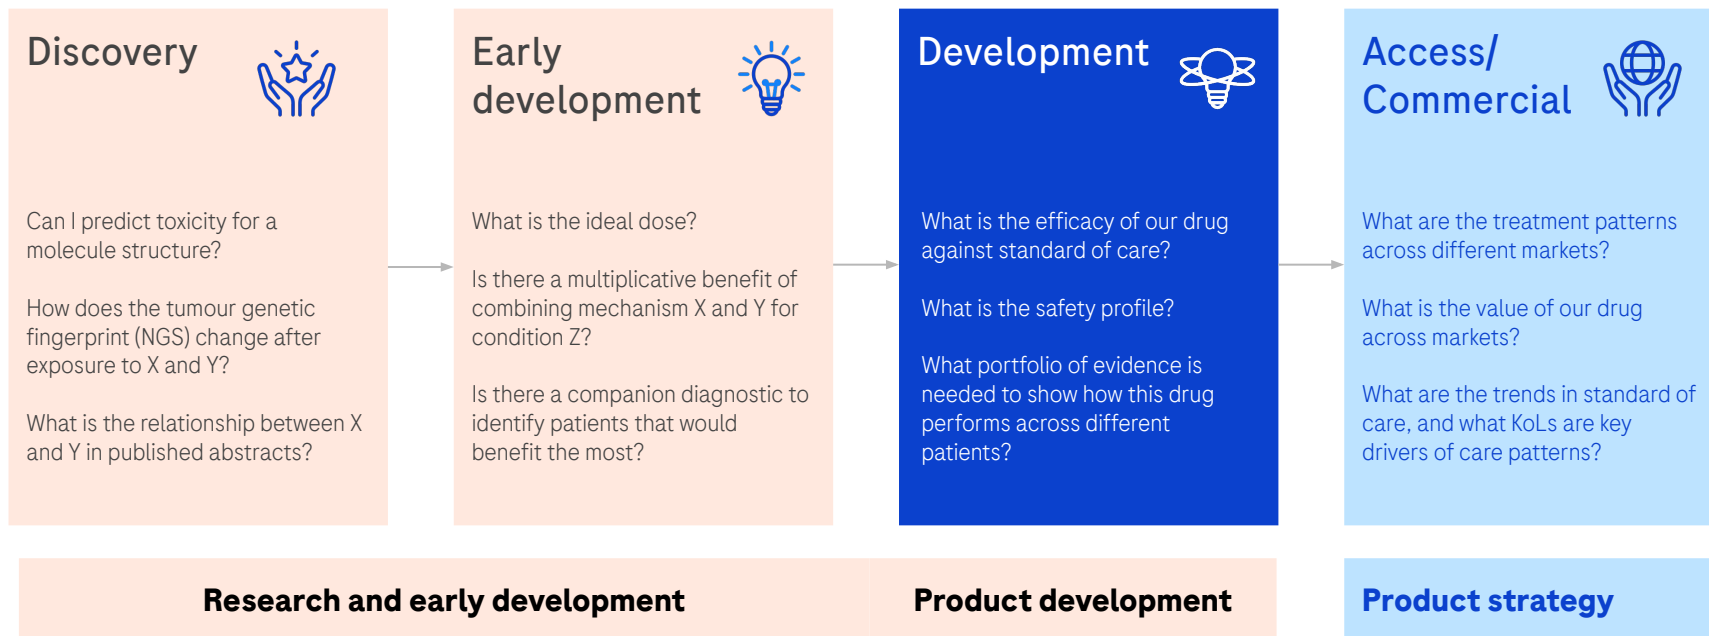 Discovery
Can I predict toxicity for a
molecule structure?
How does the tumour genetic
fingerprint (NGS) change after
exposure to X and Y?
What is the relationship between X
and Y in published abstracts?
Early
development
What is the ideal dose?
Is there a multiplicative benefit of
combining mechanism X and Y for
condition Z?
Is there a companion diagnostic to
identify patients that would
benefit the most?
Development
What is the efficacy of our drug
against standard of care?
What is the safety profile?
What portfolio of evidence is
needed to show how this drug
performs across different
patients?
Access/
Commercial
What are the treatment patterns
across different markets?
What is the value of our drug
across markets?
What are the trends in standard of
care, and what KoLs are key
drivers of care patterns?
Research and early development
Product development
Product strategy